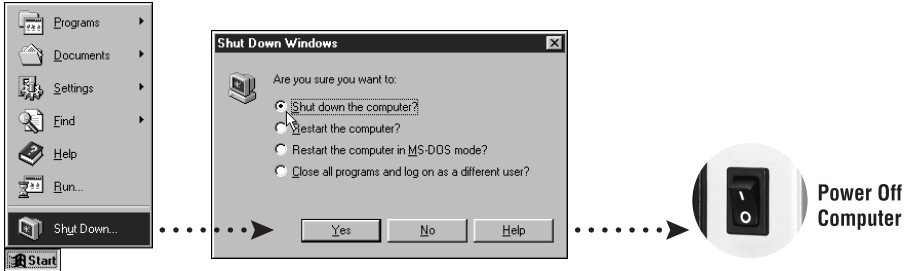 Programs
Documents
Settings
Find
Help
Run...
Shut Down...
Start
Shut Down Windows
Are you sure you want to:
Shut down the computer?
Restart the computer?
Restart the computer in MS-DOS mode?
Close all programs and log on as a different user?
Yes
No
Help
Power Off
Computer